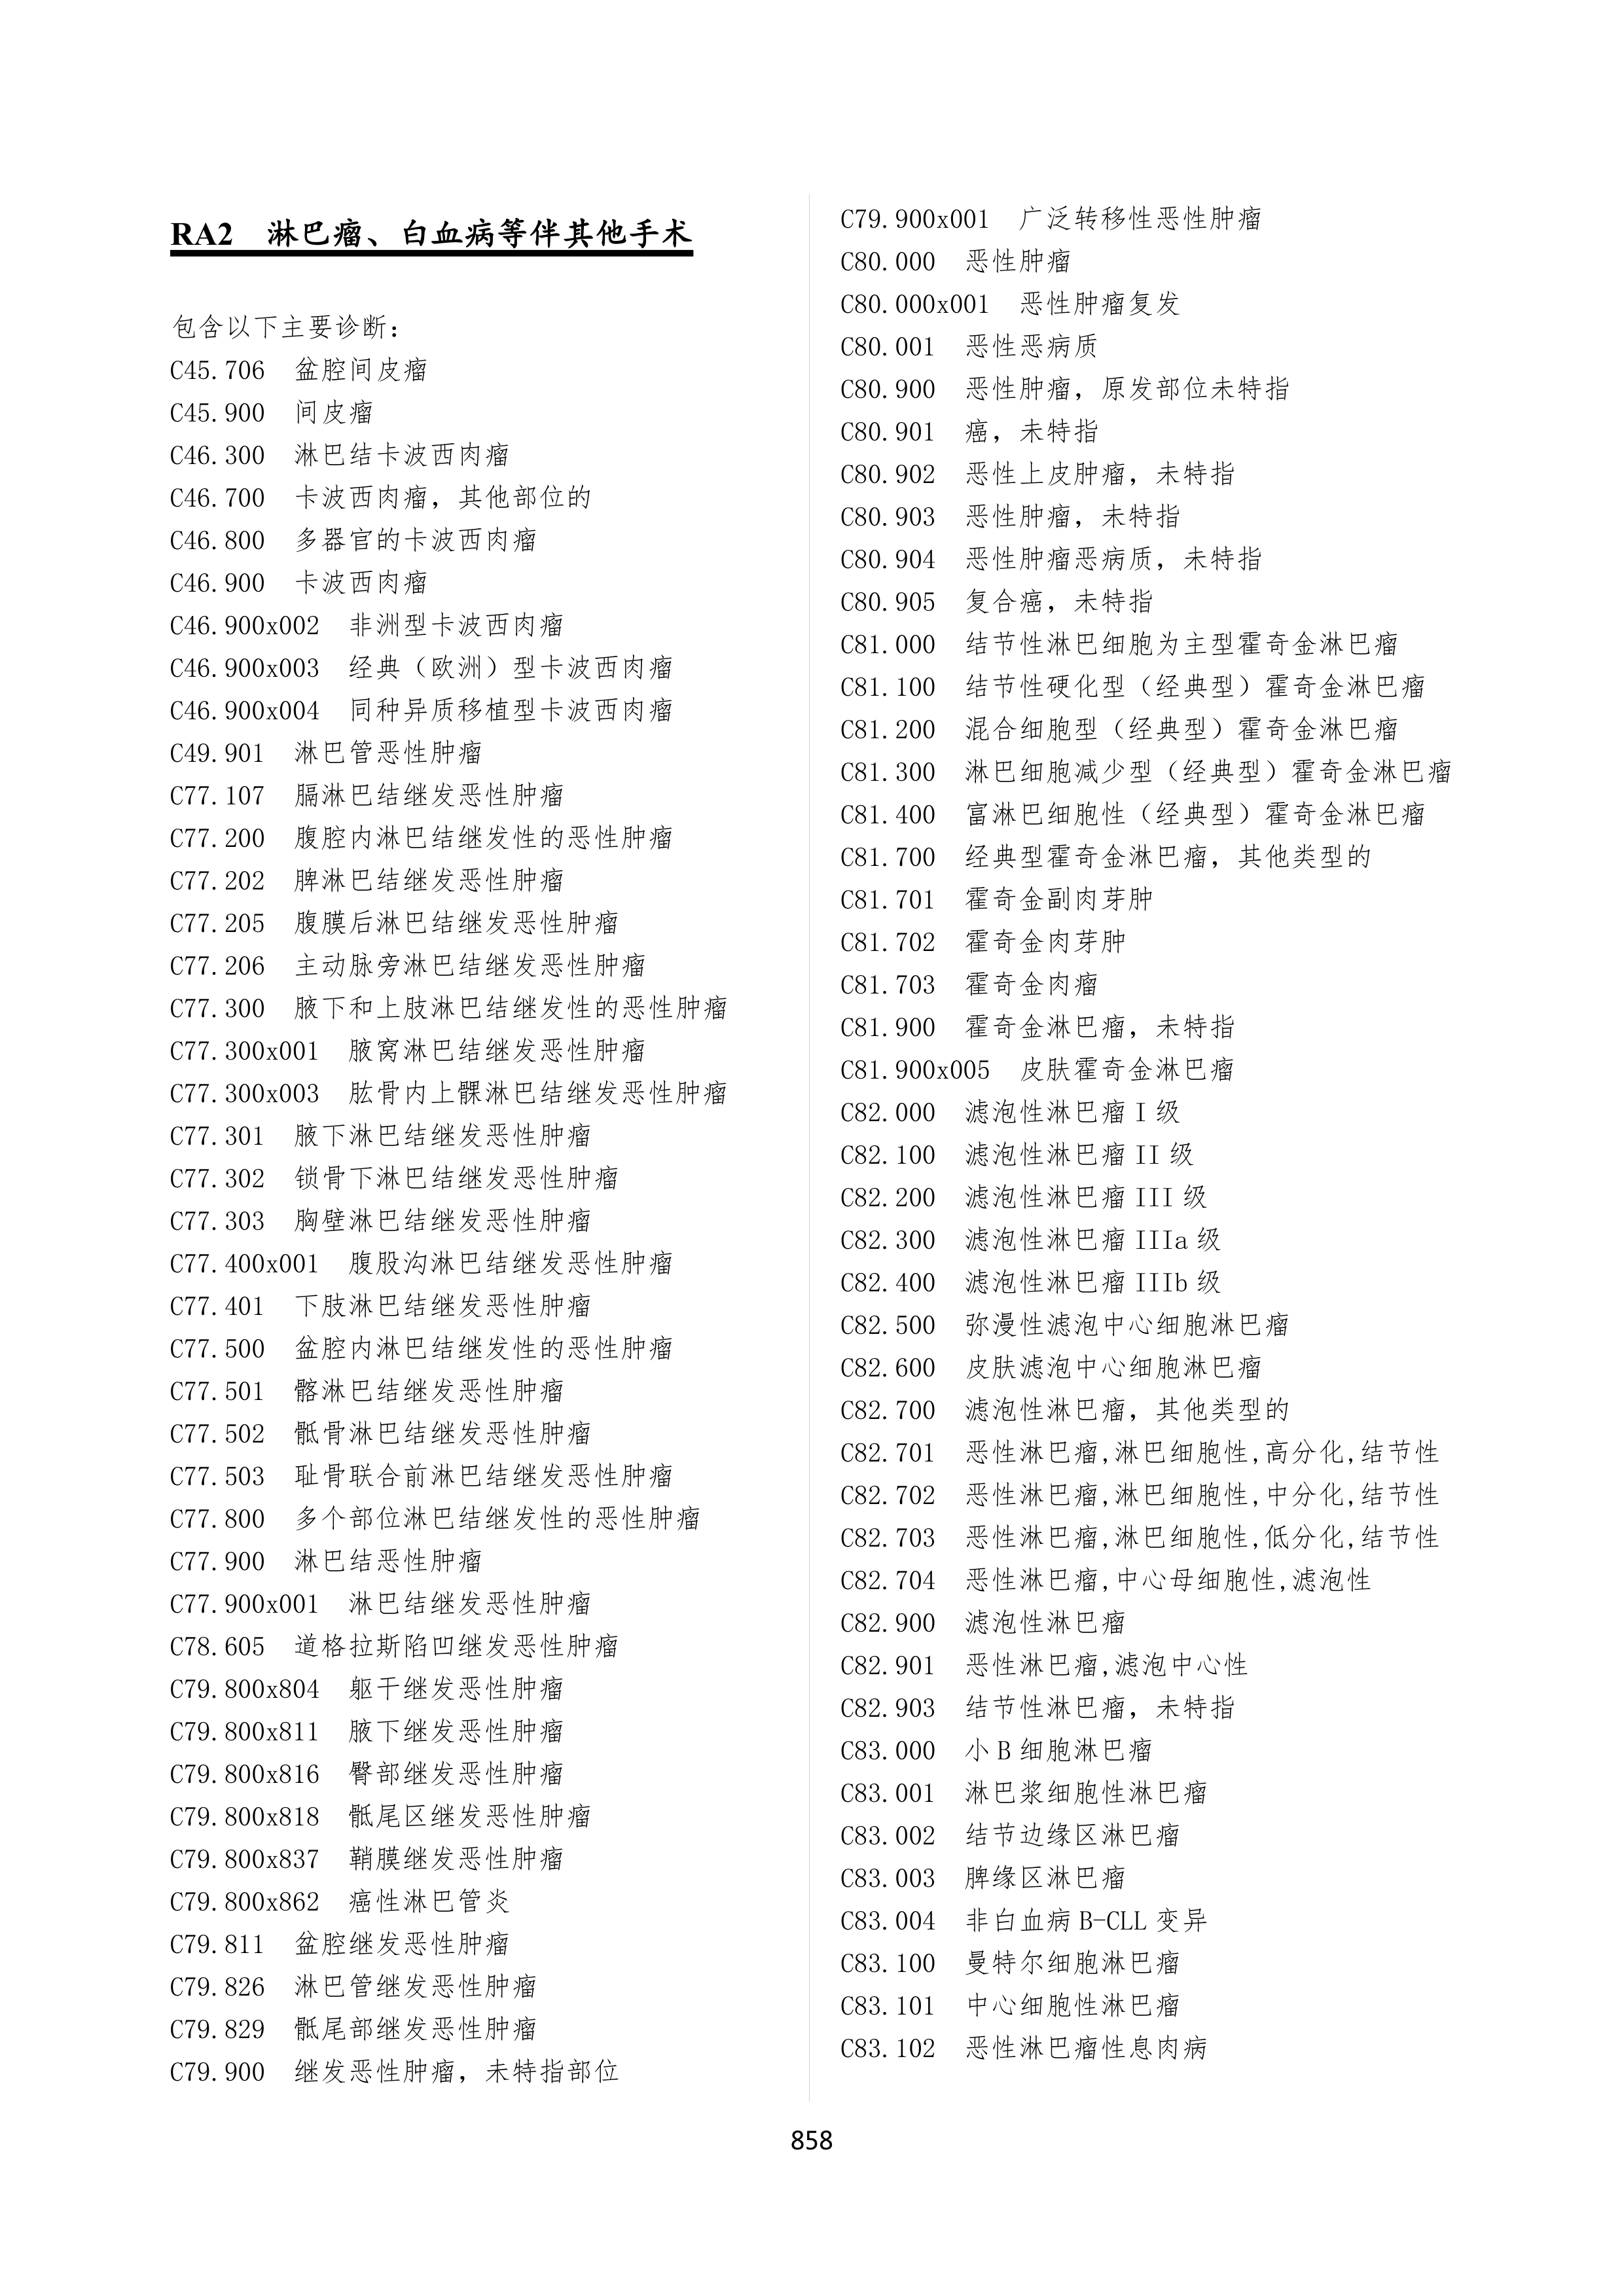 RA2 淋巴瘤、白血病等伴其他手术
包含以下主要诊断：
C45.706 盆腔间皮瘤
C45.900 间皮瘤
C46.300 淋巴结卡波西肉瘤
C46.700 卡波西肉瘤，其他部位的
C46.800 多器官的卡波西肉瘤
C46.900 卡波西肉瘤
C46.900x002 非洲型卡波西肉瘤
C46.900x003 经典（欧洲）型卡波西肉瘤
C46.900x004 同种异质移植型卡波西肉瘤
C49.901 淋巴管恶性肿瘤
C77.107 膈淋巴结继发恶性肿瘤
C77.200 腹腔内淋巴结继发性的恶性肿瘤
C77.202 脾淋巴结继发恶性肿瘤
C77.205 腹膜后淋巴结继发恶性肿瘤
C77.206 主动脉旁淋巴结继发恶性肿瘤
C77.300 腋下和上肢淋巴结继发性的恶性肿瘤
C77.300x001 腋窝淋巴结继发恶性肿瘤
C77.300x003 肱骨内上髁淋巴结继发恶性肿瘤
C77.301 腋下淋巴结继发恶性肿瘤
C77.302 锁骨下淋巴结继发恶性肿瘤
C77.303 胸壁淋巴结继发恶性肿瘤
C77.400x001 腹股沟淋巴结继发恶性肿瘤
C77.401 下肢淋巴结继发恶性肿瘤
C77.500 盆腔内淋巴结继发性的恶性肿瘤
C77.501 髂淋巴结继发恶性肿瘤
C77.502 骶骨淋巴结继发恶性肿瘤
C77.503 耻骨联合前淋巴结继发恶性肿瘤
C77.800 多个部位淋巴结继发性的恶性肿瘤
C77.900 淋巴结恶性肿瘤
C77.900x001 淋巴结继发恶性肿瘤
C78.605 道格拉斯陷凹继发恶性肿瘤
C79.800x804 躯干继发恶性肿瘤
C79.800x811 腋下继发恶性肿瘤
C79.800x816 臀部继发恶性肿瘤
C79.800x818 骶尾区继发恶性肿瘤
C79.800x837 鞘膜继发恶性肿瘤
C79.800x862 癌性淋巴管炎
C79.811 盆腔继发恶性肿瘤
C79.826 淋巴管继发恶性肿瘤
C79.829 骶尾部继发恶性肿瘤
C79.900 继发恶性肿瘤，未特指部位
C79.900x001 广泛转移性恶性肿瘤
C80.000 恶性肿瘤
C80.000x001 恶性肿瘤复发
C80.001 恶性恶病质
C80.900 恶性肿瘤，原发部位未特指
C80.901 癌，未特指
C80.902 恶性上皮肿瘤，未特指
C80.903 恶性肿瘤，未特指
C80.904 恶性肿瘤恶病质，未特指
C80.905 复合癌，未特指
C81.000 结节性淋巴细胞为主型霍奇金淋巴瘤
C81.100 结节性硬化型（经典型）霍奇金淋巴瘤
C81.200 混合细胞型（经典型）霍奇金淋巴瘤
C81.300 淋巴细胞减少型（经典型）霍奇金淋巴瘤
C81.400 富淋巴细胞性（经典型）霍奇金淋巴瘤
C81.700 经典型霍奇金淋巴瘤，其他类型的
C81.701 霍奇金副肉芽肿
C81.702 霍奇金肉芽肿
C81.703 霍奇金肉瘤
C81.900 霍奇金淋巴瘤，未特指
C81.900x005 皮肤霍奇金淋巴瘤
C82.000 滤泡性淋巴瘤 I 级
C82.100 滤泡性淋巴瘤 II 级
C82.200 滤泡性淋巴瘤 III 级
C82.300 滤泡性淋巴瘤 IIIa 级
C82.400 滤泡性淋巴瘤 IIIb 级
C82.500 弥漫性滤泡中心细胞淋巴瘤
C82.600 皮肤滤泡中心细胞淋巴瘤
C82.700 滤泡性淋巴瘤，其他类型的
C82.701 恶性淋巴瘤,淋巴细胞性,高分化,结节性
C82.702 恶性淋巴瘤,淋巴细胞性,中分化,结节性
C82.703 恶性淋巴瘤,淋巴细胞性,低分化,结节性
C82.704 恶性淋巴瘤,中心母细胞性,滤泡性
C82.900 滤泡性淋巴瘤
C82.901 恶性淋巴瘤,滤泡中心性
C82.903 结节性淋巴瘤，未特指
C83.000 小 B 细胞淋巴瘤
C83.001 淋巴浆细胞性淋巴瘤
C83.002 结节边缘区淋巴瘤
C83.003 脾缘区淋巴瘤
C83.004 非白血病 B-CLL 变异
C83.100 曼特尔细胞淋巴瘤
C83.101 中心细胞性淋巴瘤
C83.102 恶性淋巴瘤性息肉病
858